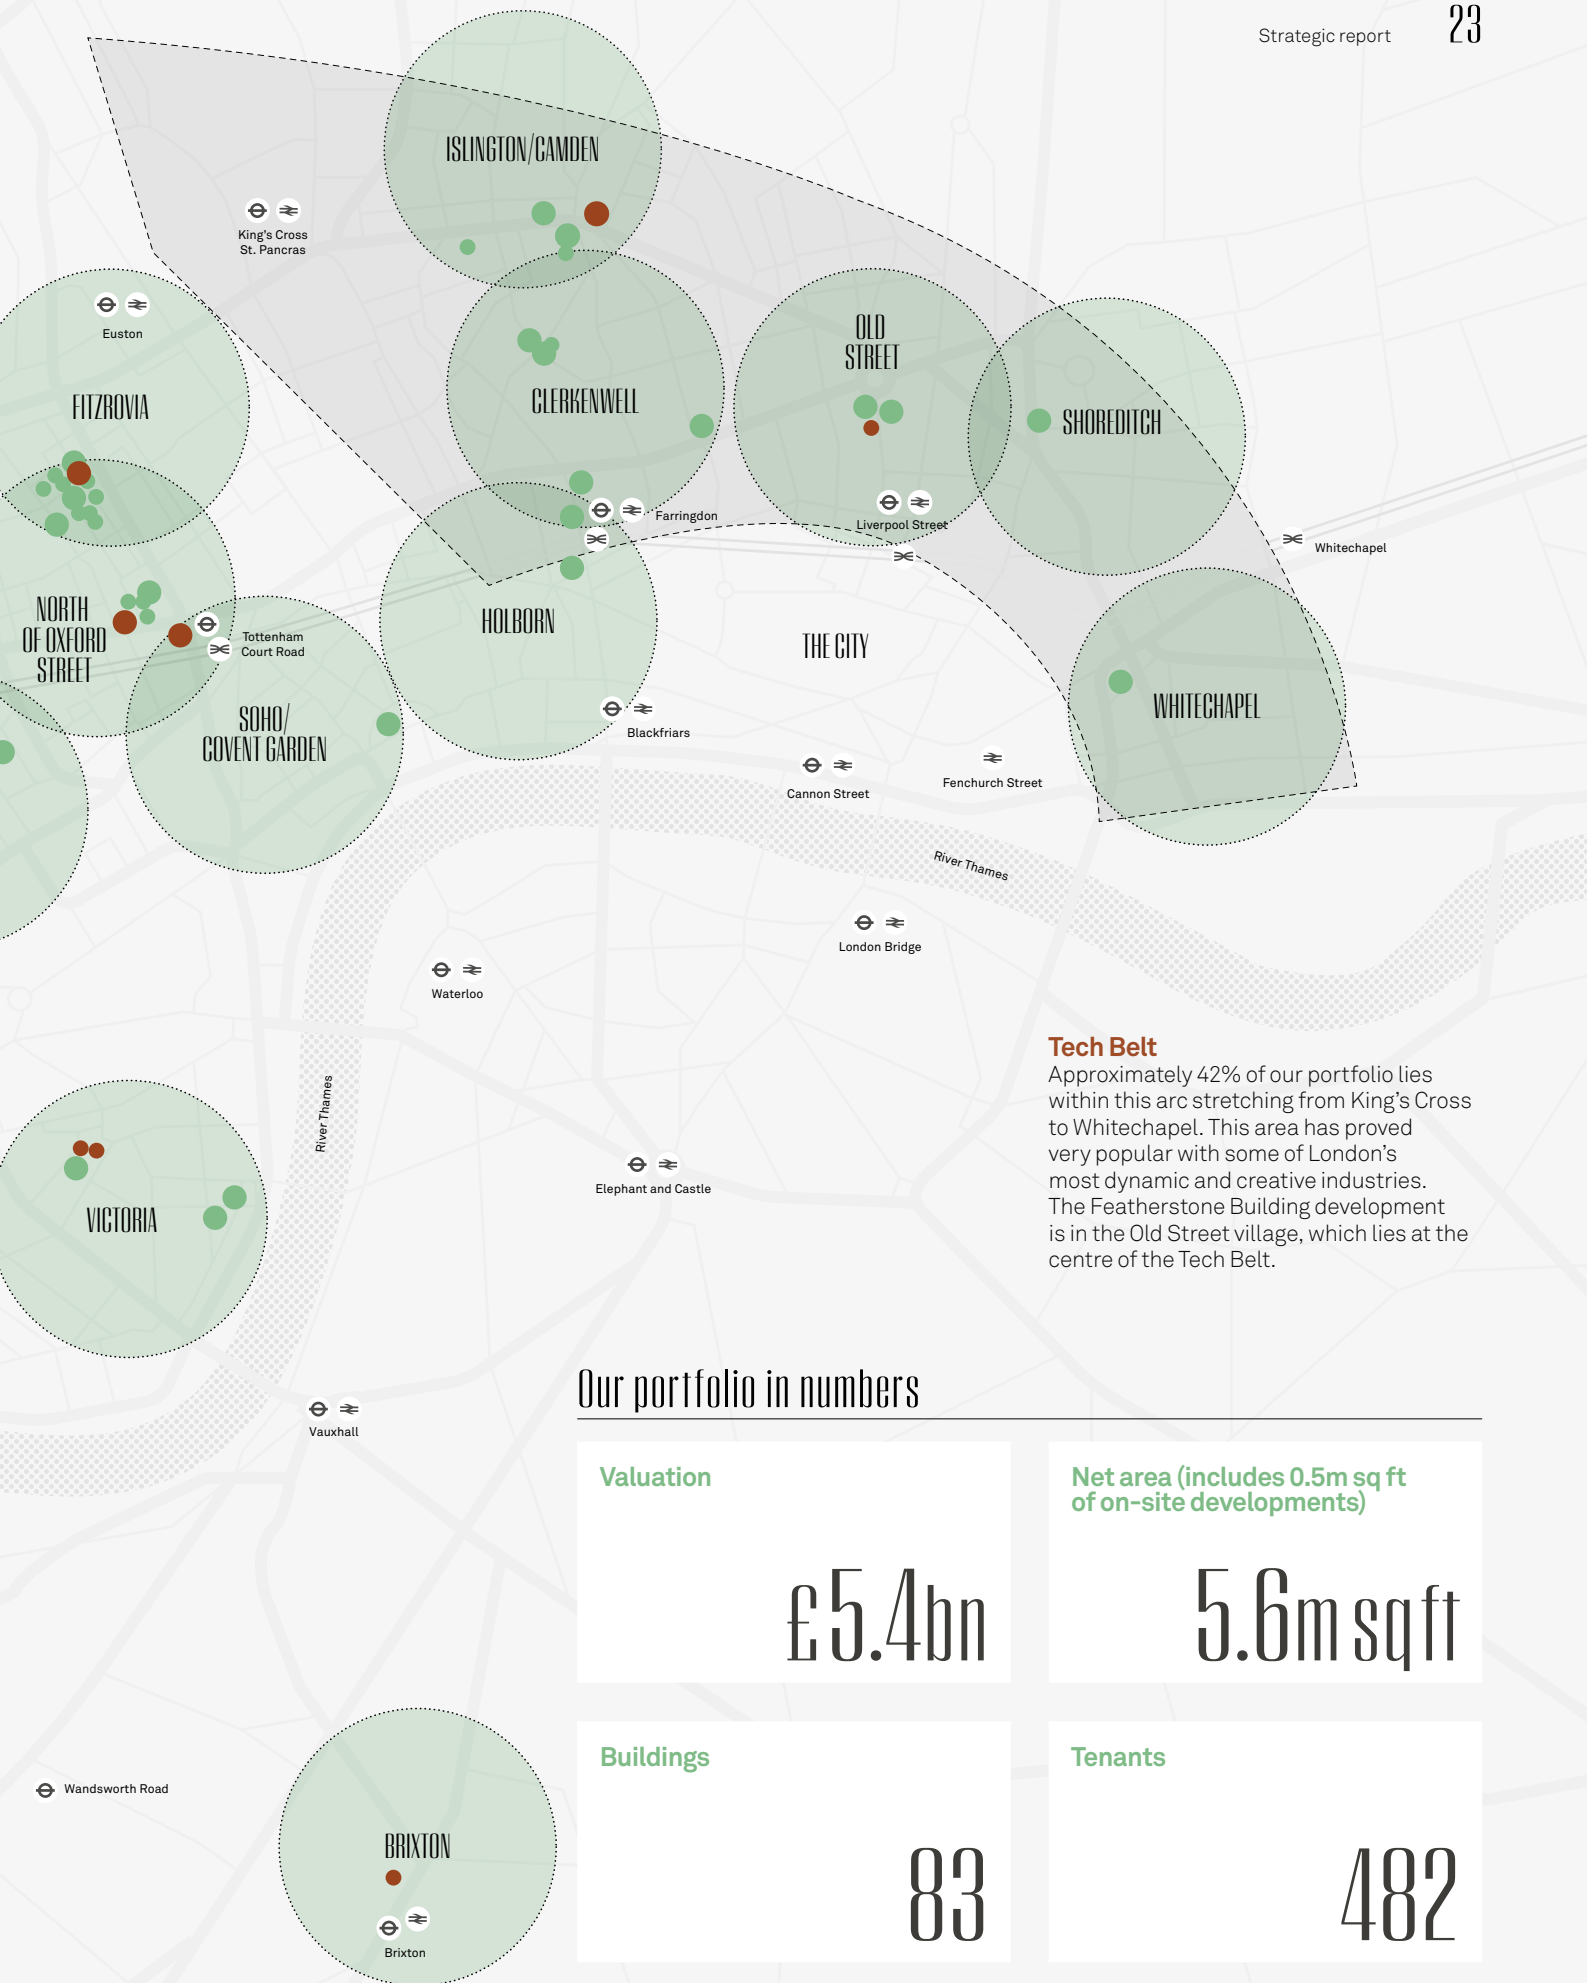 Strategic report
23
ISLINGTON/CAMDEN
King's Cross
St. Pancras
Euston
FITZROVIA
CLERKENWELL
OLD
STREET
SHOREDITCH
Farringdon
Liverpool Street
Whitechapel
NORTH
OF OXFORD
STREET
Tottenham
Court Road
HOLBORN
THE CITY
WHITECHAPEL
SOHO/
COVENT GARDEN
Blackfriars
Cannon Street
Fenchurch Street
River Thames
London Bridge
Waterloo
River Thames
Elephant and Castle
VICTORIA
Vauxhall
Tech Belt
Approximately 42% of our portfolio lies
within this arc stretching from King's Cross
to Whitechapel. This area has proved
very popular with some of London's
most dynamic and creative industries.
The Featherstone Building development
is in the Old Street village, which lies at the
centre of the Tech Belt.
Our portfolio in numbers
Valuation
£5.4bn
Net area (includes 0.5m sq ft
of on-site developments)
5.6m sq ft
Buildings
83
Tenants
482
Wandsworth Road
BRIXTON
Brixton